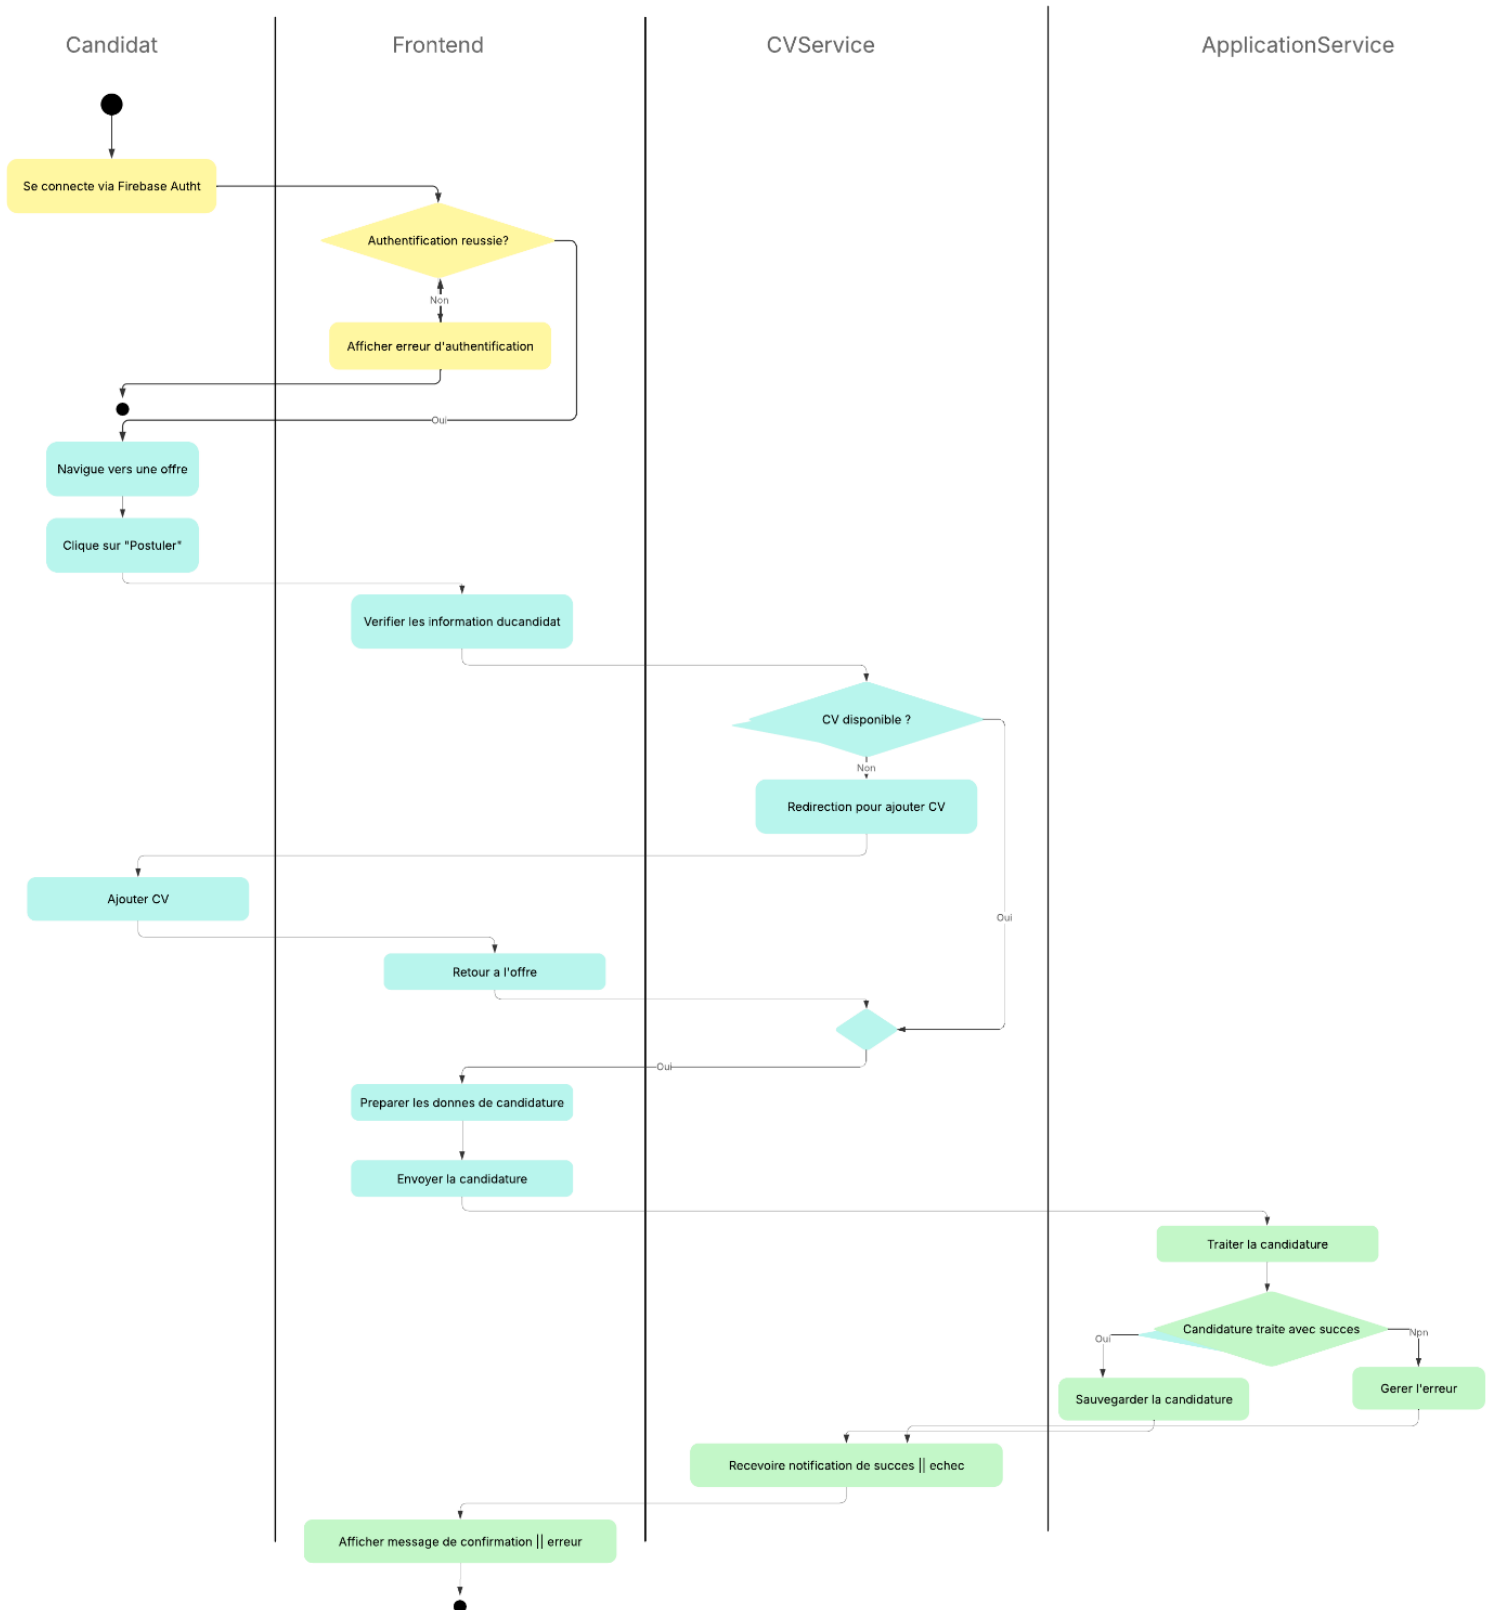 Candidat
Frontend
CVService
ApplicationService
Se connecte via Firebase Autht
Authentification reussie?
Non
Afficher erreur d'authentification
Oui
Navigue vers une offre
Clique sur "Postuler"
Verifier les information ducandidat
CV disponible ?
Non
Redirection pour ajouter CV
Ajouter CV
Oui
Retour a l'offre
Oui
Preparer les donnes de candidature
Envoyer la candidature
Traiter la candidature
Candidature traite avec succes
Oui
Npn
Sauvegarder la candidature
Gerer l'erreur
Recevoire notification de succes || echec
Afficher message de confirmation || erreur